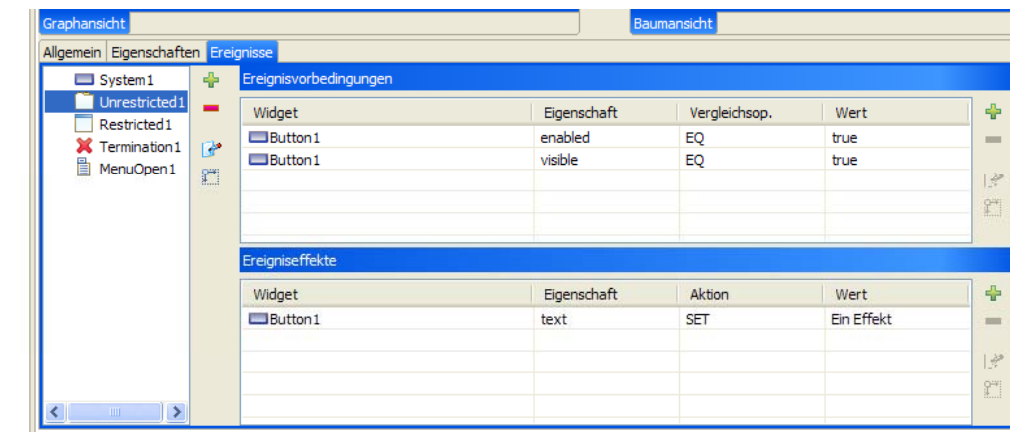 Graphansicht Baumansicht
Allgemein Eigenschaften Ereignisse
System1
Unrestricted1
Restricted1
Termination1
MenuOpen1
Ereignisvorbedingungen
Widget Eigenschaft Vergleichsop. Wert
Button1 enabled EQ true
Button1 visible EQ true
Ereigniseffekte
Widget Eigenschaft Aktion Wert
Button1 text SET Ein Effekt